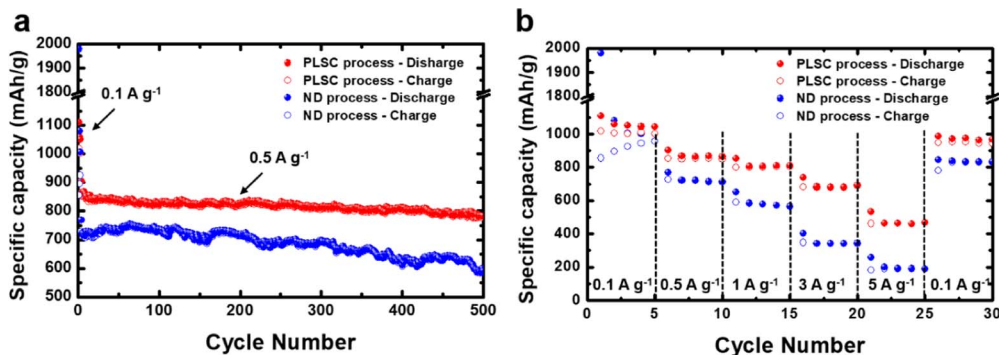 a
Specific capacity (mAh/g)
2000
1900
1100
1000
900
800
700
600
500
0
100
200
300
400
500
Cycle Number
PLSC process - Disharge
PLSC process - Charge
ND process - Discharge
ND process - Charge
0.1 A g⁻¹
0.5 A g⁻¹
b
Specific capacity (mAh/g)
2000
1900
1800
1000
800
600
400
200
0
0
5
10
15
20
25
30
Cycle Number
PLSC process - Discharge
PLSC process - Charge
ND process - Discharge
ND process - Charge
0.1 A g⁻¹
0.5 A g⁻¹
1 A g⁻¹
3 A g⁻¹
5 A g⁻¹
0.1 A g⁻¹